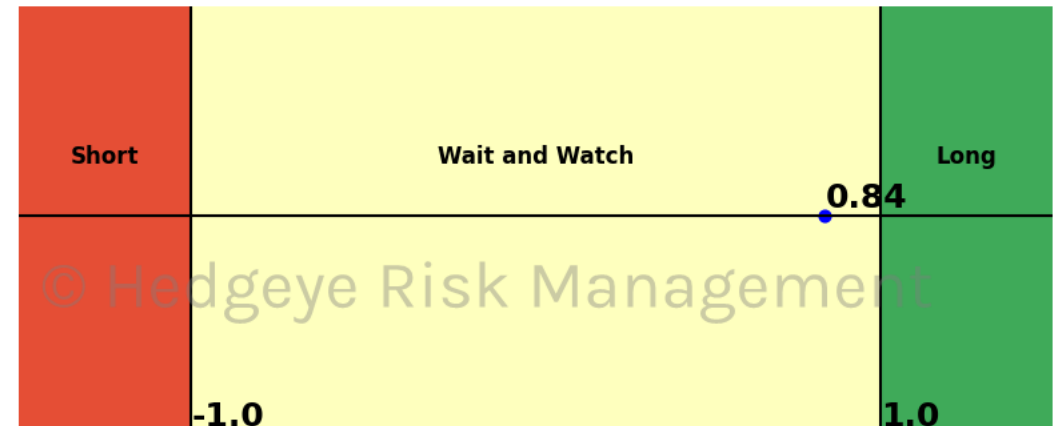 Short
Wait and Watch
Long
0.84
© Hedgeye Risk Management
-1.0
1.0